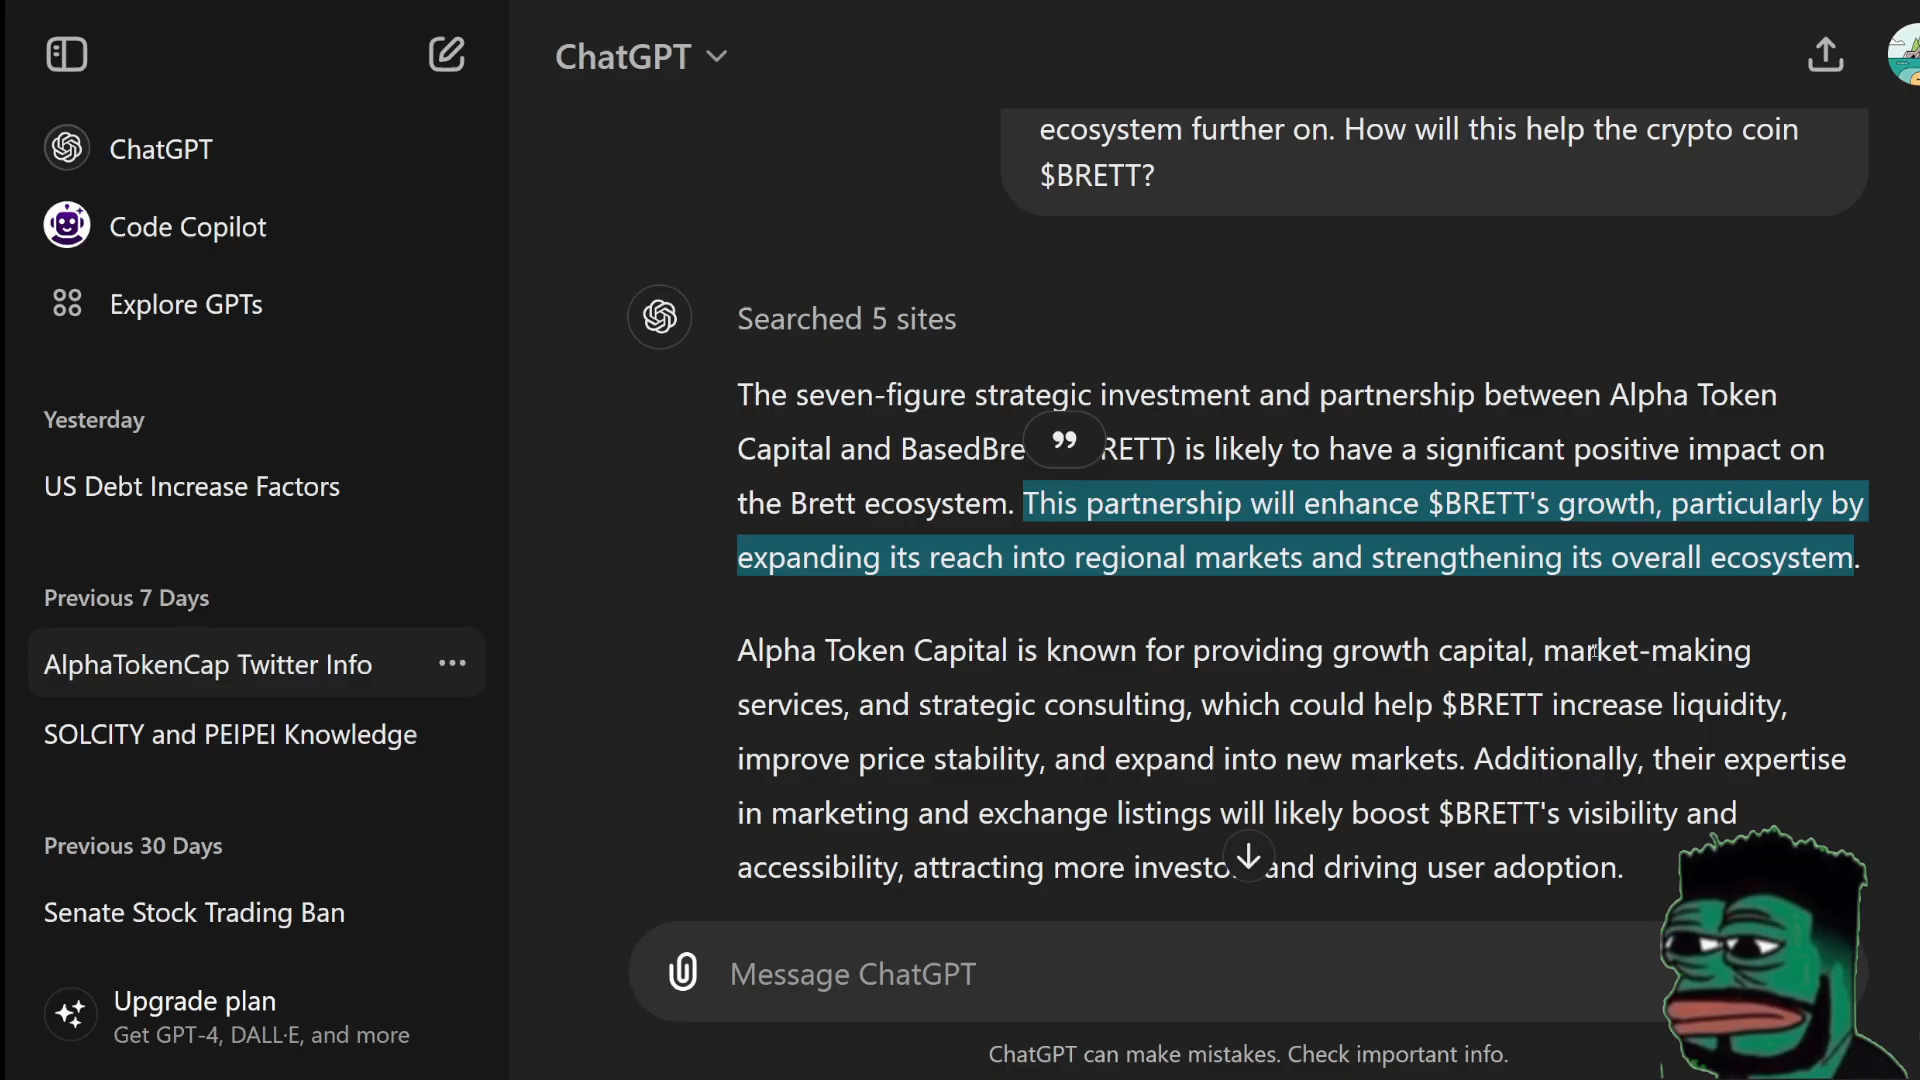 ChatGPT
ChatGPT
Code Copilot
Explore GPTs
Yesterday
US Debt Increase Factors
Previous 7 Days
AlphaTokenCap Twitter Info
SOLCITY and PEIPEI Knowledge
Previous 30 Days
Senate Stock Trading Ban
Upgrade plan
Get GPT-4, DALL·E, and more
ecosystem further on. How will this help the crypto coin
$BRETT?
Searched 5 sites
The seven-figure strategic investment and partnership between Alpha Token
Capital and BasedBre RETT) is likely to have a significant positive impact on
the Brett ecosystem. This partnership will enhance $BRETT's growth, particularly by
expanding its reach into regional markets and strengthening its overall ecosystem.
Alpha Token Capital is known for providing growth capital, market-making
services, and strategic consulting, which could help $BRETT increase liquidity,
improve price stability, and expand into new markets. Additionally, their expertise
in marketing and exchange listings will likely boost $BRETT's visibility and
accessibility, attracting more investo and driving user adoption.
Message ChatGPT
ChatGPT can make mistakes. Check important info.